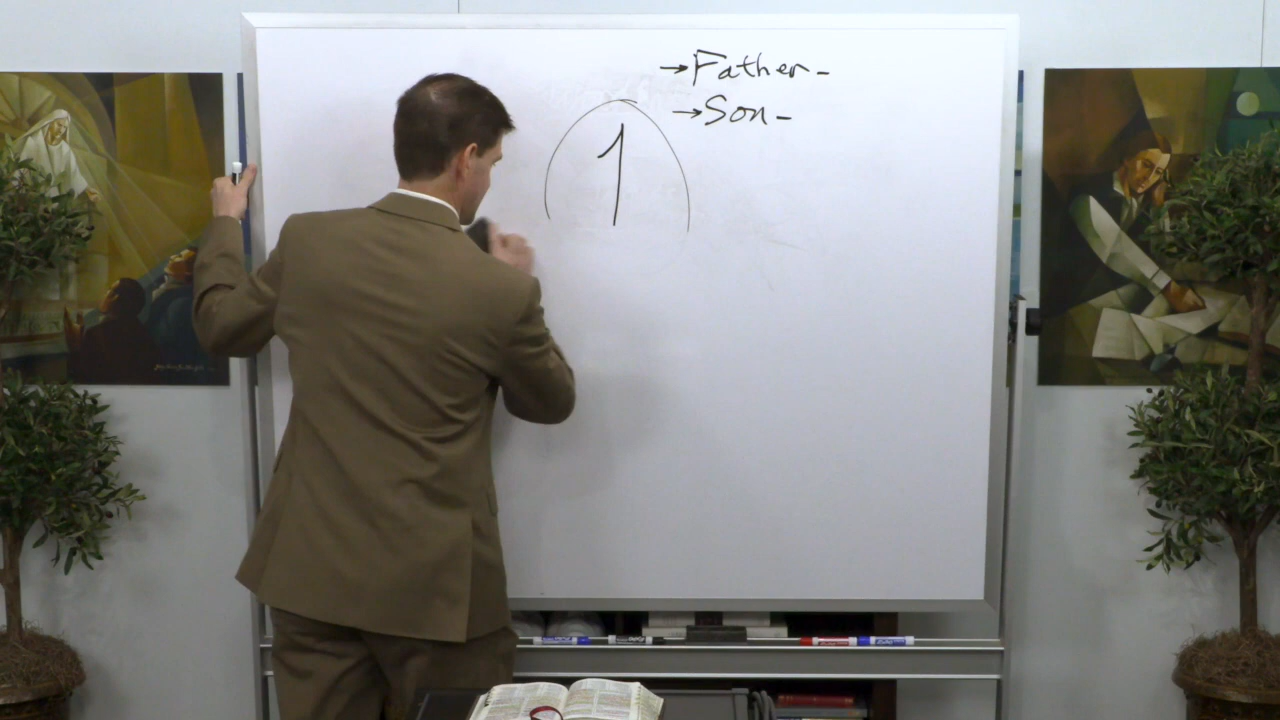 →Father-
→Son-
1